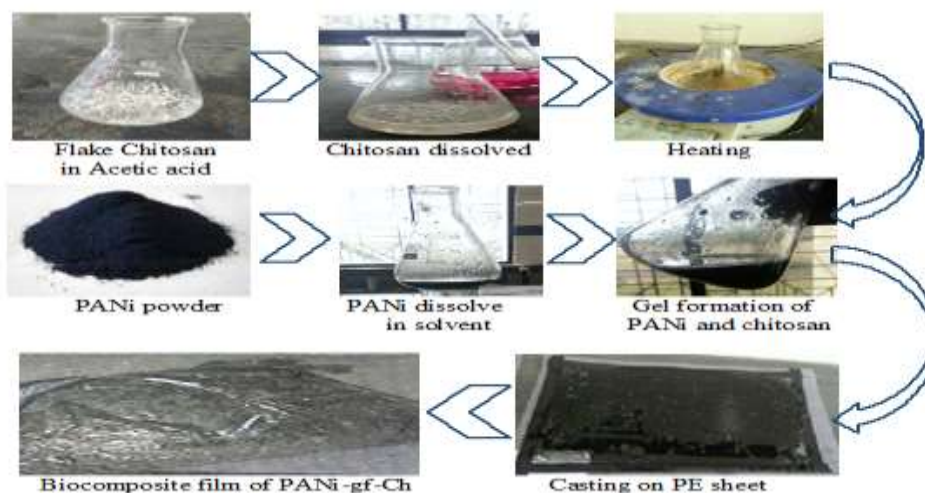 Flake Chitosan
in Acetic acid
Chitosan dissolved
Heating
PANi powder
PANi dissolve
in solvent
Gel formation of
PANi and chitosan
Biocomposite film of PANi-gf-Ch
Casting on PE sheet